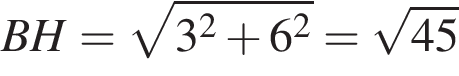 BH = √(3² + 6²) = √45